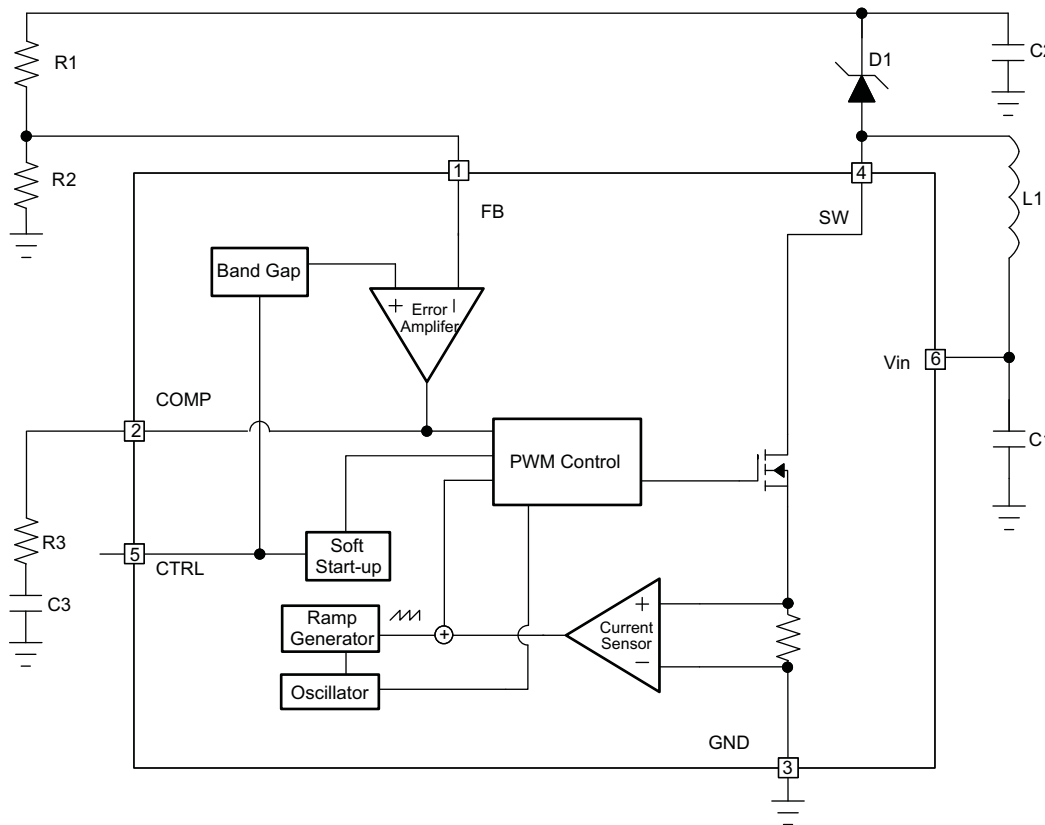 R1
D1
C2
R2
1
4
FB
SW
L1
Band Gap
+
−
Error
Amplifer
Vin
6
COMP
2
C1
PWM Control
R3
5
CTRL
Soft
Start-up
C3
Ramp
Generator
+
+
Current
Sensor
−
Oscillator
GND
3